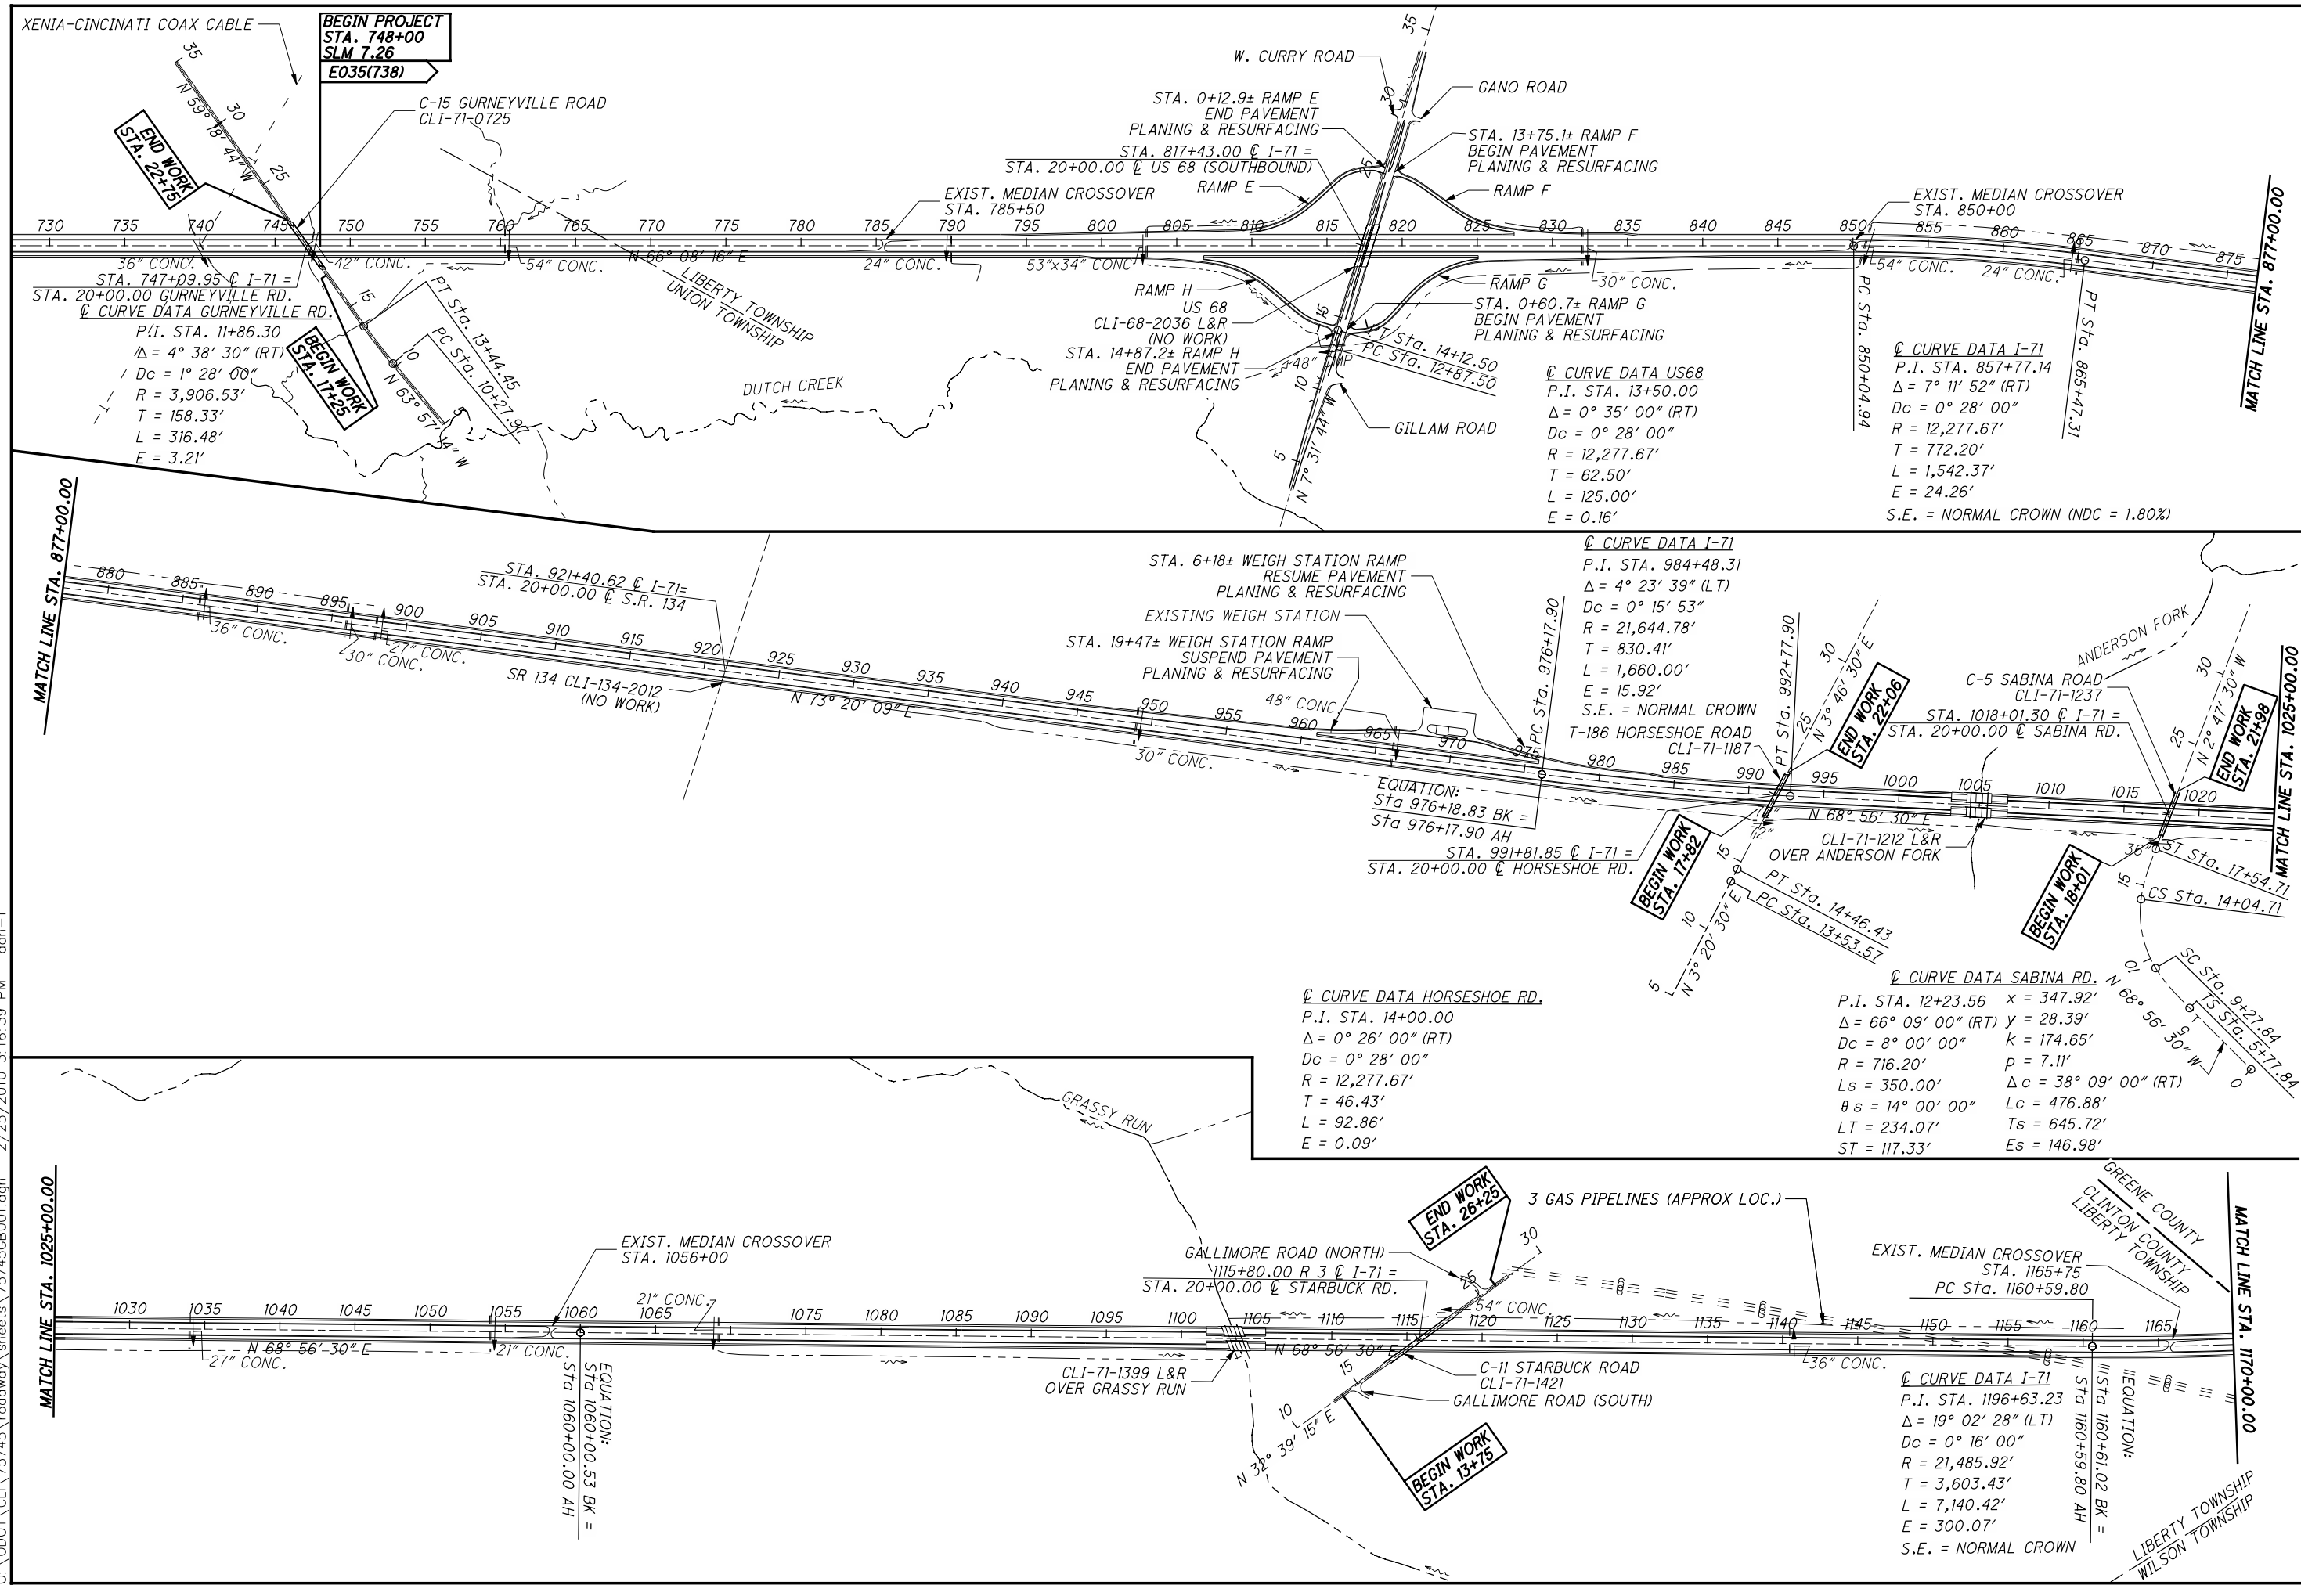 XENIA-CINCINATI COAX CABLE
BEGIN PROJECT
STA. 748+00
SLM 7.26
E035(738)
C-15 GURNEYVILLE ROAD
CLI-71-0725
35
N 59° 18' 44" W
30
25
END WORK
STA. 22+75
730 735 740 745 750 755 760 765 770 775 780 785 790 795 800 805 810 815 820 825 830 835 840 845 850 855 860 865 870 875
36" CONC.
42" CONC.
54" CONC.
N 66° 08' 16" E
24" CONC.
53"x34" CONC
30" CONC.
54" CONC.
24" CONC.
STA. 747+09.95 ℄ I-71 =
STA. 20+00.00 GURNEYVILLE RD.
℄ CURVE DATA GURNEYVILLE RD.
P.I. STA. 11+86.30
Δ = 4° 38' 30" (RT)
Dc = 1° 28' 00"
R = 3,906.53'
T = 158.33'
L = 316.48'
E = 3.21'
BEGIN WORK
STA. 17+25
15
10
5
N 63° 57' 14" W
PT Sta. 13+44.45
PC Sta. 10+27.97
LIBERTY TOWNSHIP
UNION TOWNSHIP
DUTCH CREEK
EXIST. MEDIAN CROSSOVER
STA. 785+50
W. CURRY ROAD
GANO ROAD
35
30
25
STA. 0+12.9± RAMP E
END PAVEMENT
PLANING & RESURFACING
STA. 817+43.00 ℄ I-71 =
STA. 20+00.00 ℄ US 68 (SOUTHBOUND)
RAMP E
STA. 13+75.1± RAMP F
BEGIN PAVEMENT
PLANING & RESURFACING
RAMP F
RAMP H
US 68
CLI-68-2036 L&R
(NO WORK)
STA. 14+87.2± RAMP H
END PAVEMENT
PLANING & RESURFACING
RAMP G
STA. 0+60.7± RAMP G
BEGIN PAVEMENT
PLANING & RESURFACING
15
48" CMP
PT Sta. 14+12.50
PC Sta. 12+87.50
10
5
N 7° 31' 44" W
GILLAM ROAD
℄ CURVE DATA US68
P.I. STA. 13+50.00
Δ = 0° 35' 00" (RT)
Dc = 0° 28' 00"
R = 12,277.67'
T = 62.50'
L = 125.00'
E = 0.16'
EXIST. MEDIAN CROSSOVER
STA. 850+00
PC Sta. 850+04.94
PT Sta. 865+47.31
℄ CURVE DATA I-71
P.I. STA. 857+77.14
Δ = 7° 11' 52" (RT)
Dc = 0° 28' 00"
R = 12,277.67'
T = 772.20'
L = 1,542.37'
E = 24.26'
S.E. = NORMAL CROWN (NDC = 1.80%)
MATCH LINE STA. 877+00.00
MATCH LINE STA. 877+00.00
880 885 890 895 900 905 910 915 920 925 930 935 940 945 950 955 960 965 970 975 980 985 990 995 1000 1005 1010 1015 1020
36" CONC.
30" CONC.
27" CONC.
STA. 921+40.62 ℄ I-71=
STA. 20+00.00 ℄ S.R. 134
SR 134 CLI-134-2012
(NO WORK)
N 73° 20' 09" E
30" CONC.
48" CONC.
STA. 6+18± WEIGH STATION RAMP
RESUME PAVEMENT
PLANING & RESURFACING
EXISTING WEIGH STATION
STA. 19+47± WEIGH STATION RAMP
SUSPEND PAVEMENT
PLANING & RESURFACING
PC Sta. 976+17.90
EQUATION:
Sta 976+18.83 BK =
Sta 976+17.90 AH
℄ CURVE DATA I-71
P.I. STA. 984+48.31
Δ = 4° 23' 39" (LT)
Dc = 0° 15' 53"
R = 21,644.78'
T = 830.41'
L = 1,660.00'
E = 15.92'
S.E. = NORMAL CROWN
T-186 HORSESHOE ROAD
CLI-71-1187
PT Sta. 992+77.90
30
25
N 3° 46' 30" E
END WORK
STA. 22+06
STA. 991+81.85 ℄ I-71 =
STA. 20+00.00 ℄ HORSESHOE RD.
72"
BEGIN WORK
STA. 17+82
15
10
5
N 3° 20' 30" E
PT Sta. 14+46.43
PC Sta. 13+53.57
N 68° 56' 30" E
CLI-71-1212 L&R
OVER ANDERSON FORK
ANDERSON FORK
C-5 SABINA ROAD
CLI-71-1237
STA. 1018+01.30 ℄ I-71 =
STA. 20+00.00 ℄ SABINA RD.
30
25
N 2° 47' 30" W
END WORK
STA. 21+98
36"
BEGIN WORK
STA. 18+01
ST Sta. 17+54.71
CS Sta. 14+04.71
15
10
5
0
SC Sta. 9+27.84
TS Sta. 5+77.84
N 68° 56' 30" W
MATCH LINE STA. 1025+00.00
℄ CURVE DATA HORSESHOE RD.
P.I. STA. 14+00.00
Δ = 0° 26' 00" (RT)
Dc = 0° 28' 00"
R = 12,277.67'
T = 46.43'
L = 92.86'
E = 0.09'
℄ CURVE DATA SABINA RD.
P.I. STA. 12+23.56 x = 347.92'
Δ = 66° 09' 00" (RT) y = 28.39'
Dc = 8° 00' 00" k = 174.65'
R = 716.20' p = 7.11'
Ls = 350.00' Δc = 38° 09' 00" (RT)
θs = 14° 00' 00" Lc = 476.88'
LT = 234.07' Ts = 645.72'
ST = 117.33' Es = 146.98'
MATCH LINE STA. 1025+00.00
1030 1035 1040 1045 1050 1055 1060 1065 1075 1080 1085 1090 1095 1100 1105 1110 1115 1120 1125 1130 1135 1140 1145 1150 1155 1160 1165
N 68° 56' 30" E
27" CONC.
21" CONC.
21" CONC.
EXIST. MEDIAN CROSSOVER
STA. 1056+00
EQUATION:
Sta 1060+00.53 BK =
Sta 1060+00.00 AH
GRASSY RUN
CLI-71-1399 L&R
OVER GRASSY RUN
N 68° 56' 30" E
GALLIMORE ROAD (NORTH)
1115+80.00 R 3 ℄ I-71 =
STA. 20+00.00 ℄ STARBUCK RD.
END WORK
STA. 26+25
30
25
54" CONC.
3 GAS PIPELINES (APPROX LOC.)
G G G G G G
C-11 STARBUCK ROAD
CLI-71-1421
GALLIMORE ROAD (SOUTH)
15
10
N 32° 39' 15" E
BEGIN WORK
STA. 13+75
36" CONC.
GREENE COUNTY
CLINTON COUNTY
LIBERTY TOWNSHIP
EXIST. MEDIAN CROSSOVER
STA. 1165+75
PC Sta. 1160+59.80
EQUATION:
Sta 1160+61.02 BK =
Sta 1160+59.80 AH
℄ CURVE DATA I-71
P.I. STA. 1196+63.23
Δ = 19° 02' 28" (LT)
Dc = 0° 16' 00"
R = 21,485.92'
T = 3,603.43'
L = 7,140.42'
E = 300.07'
S.E. = NORMAL CROWN
MATCH LINE STA. 1170+00.00
LIBERTY TOWNSHIP
WILSON TOWNSHIP